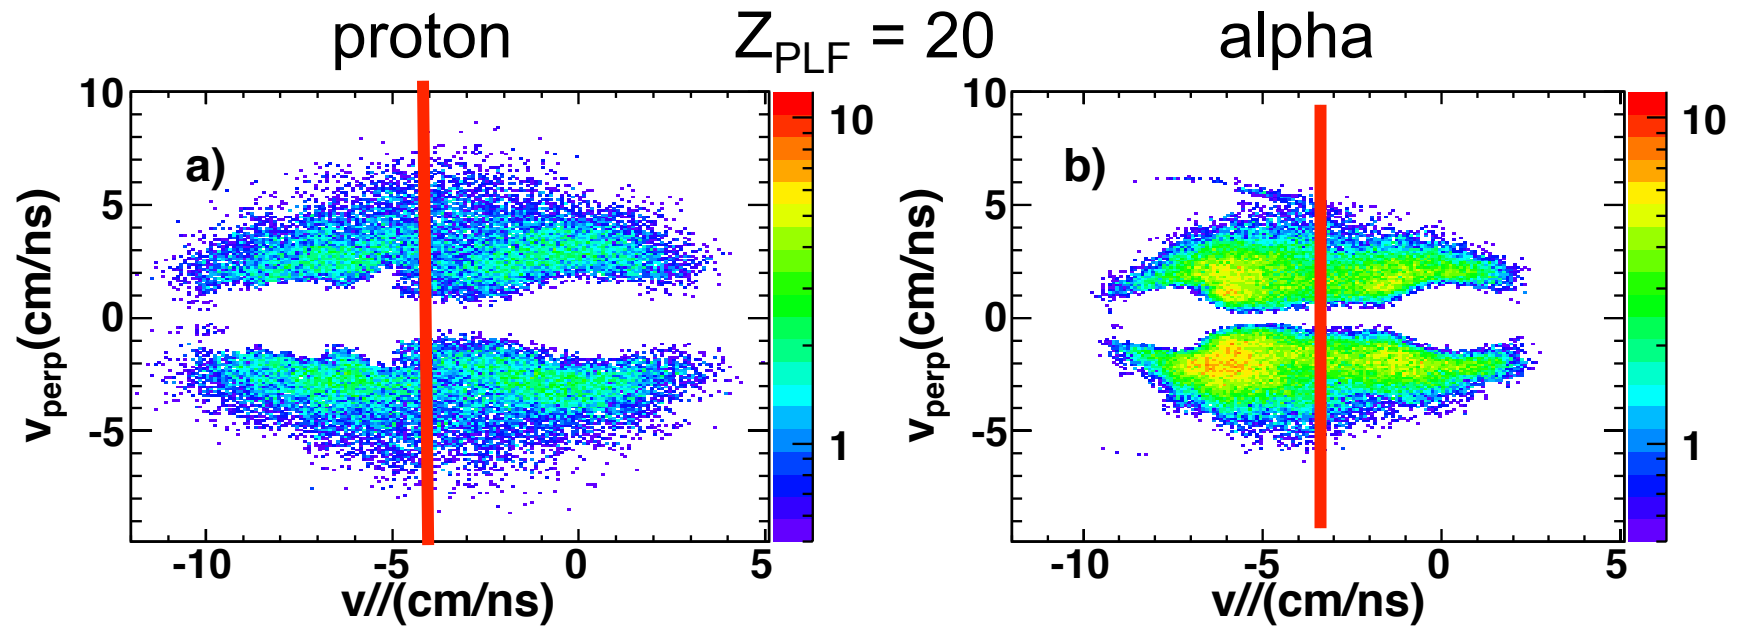 proton
Z_PLF = 20
alpha
a)
10
5
0
-5
-10
-5
0
5
v_perp(cm/ns)
v//(cm/ns)
10
1
b)
10
5
0
-5
-10
-5
0
5
v_perp(cm/ns)
v//(cm/ns)
10
1